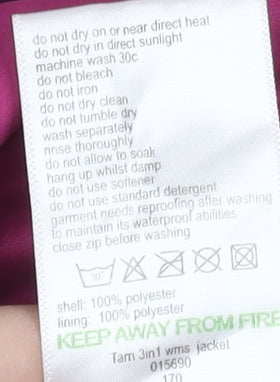 do not dry on or near direct heat
do not dry in direct sunlight
machine wash 30c
do not bleach
do not iron
do not dry clean
do not tumble dry
wash separately
rinse thoroughly
do not allow to soak
hang up whilst damp
do not use softener
do not use standard detergent
garment needs reproofing after washing
to maintain its waterproof abilities
close zip before washing
30°
shell: 100% polyester
lining: 100% polyester
KEEP AWAY FROM FIRE
Tam 3in1 wms jacket
015690
170